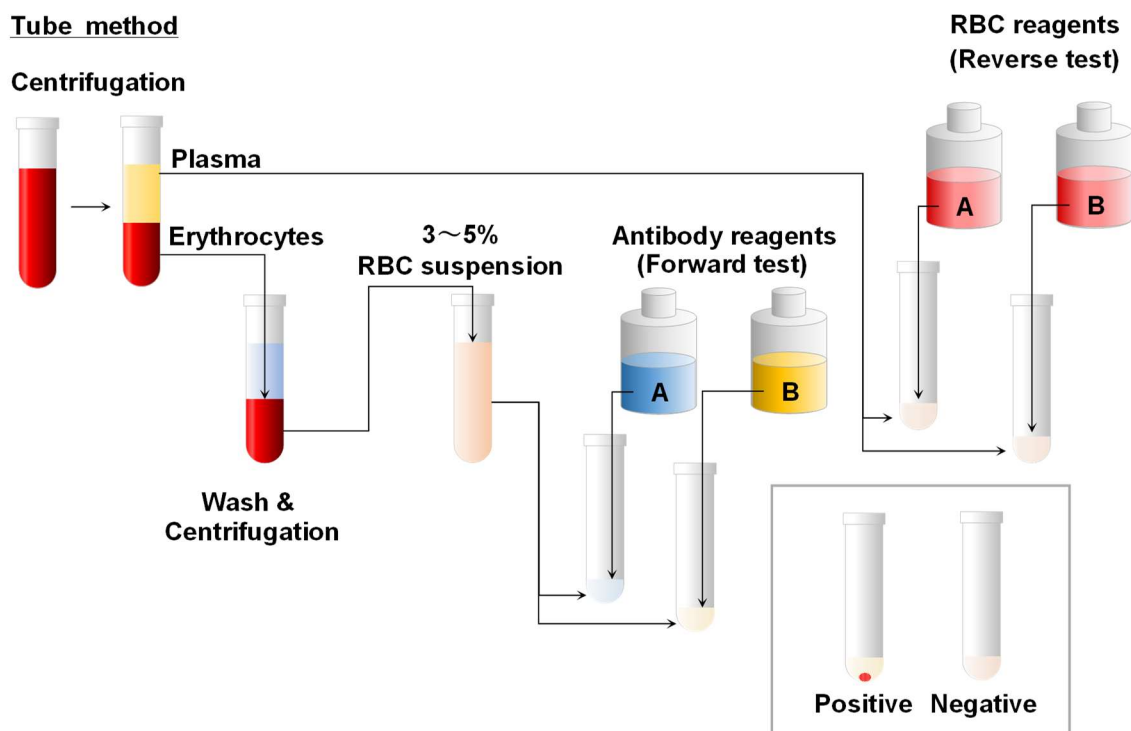 Tube method
Centrifugation
Plasma
Erythrocytes
3～5%
RBC suspension
Wash &
Centrifugation
Antibody reagents
(Forward test)
A
B
RBC reagents
(Reverse test)
A
B
Positive
Negative